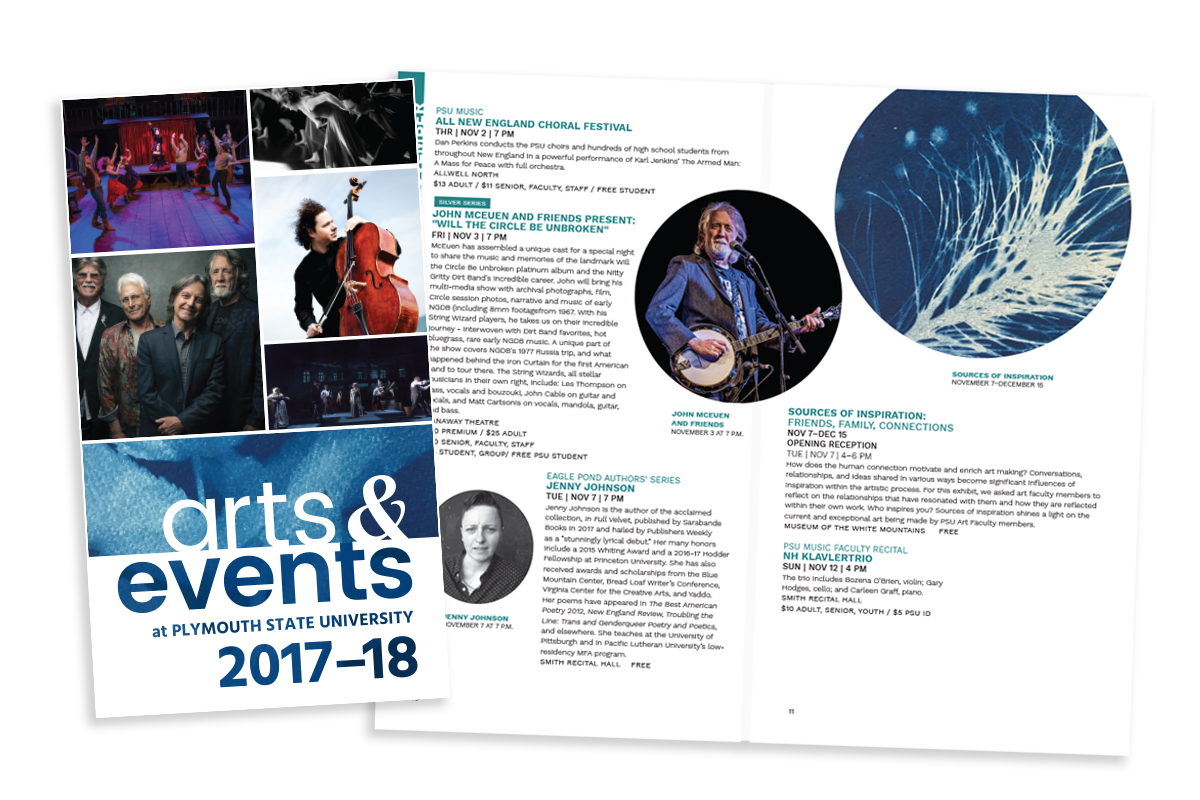 arts &
events
at PLYMOUTH STATE UNIVERSITY
2017–18
PSU MUSIC
ALL NEW ENGLAND CHORAL FESTIVAL
THR | NOV 2 | 7 PM
Dan Perkins conducts the PSU choirs and hundreds of high school students from
throughout New England in a powerful performance of Karl Jenkins' The Armed Man:
A Mass for Peace with full orchestra.
ALLWELL NORTH
$13 ADULT / $11 SENIOR, FACULTY, STAFF / FREE STUDENT
SILVER SERIES
JOHN MCEUEN AND FRIENDS PRESENT:
"WILL THE CIRCLE BE UNBROKEN"
FRI | NOV 3 | 7 PM
McEuen has assembled a unique cast for a special night
to share the music and memories of the landmark Will
the Circle Be Unbroken platinum album and the Nitty
Gritty Dirt Band's incredible career. John will bring his
multi-media show with archival photographs, film,
Circle session photos, narrative and music of early
NGDB (including 8mm footagefrom 1967. With his
String Wizard players, he takes us on their incredible
journey - interwoven with Dirt Band favorites, hot
bluegrass, rare early NGDB music. A unique part of
he show covers NGDB's 1977 Russia trip, and what
appened behind the Iron Curtain for the first American
and to tour there. The String Wizards, all stellar
usicians in their own right, include: Les Thompson on
ass, vocals and bouzouki, John Cable on guitar and
cals, and Matt Cartsonis on vocals, mandola, guitar,
d bass.
ANAWAY THEATRE
0 PREMIUM / $25 ADULT
SENIOR, FACULTY, STAFF
STUDENT, GROUP/ FREE PSU STUDENT
JOHN MCEUEN
AND FRIENDS
NOVEMBER 3 AT 7 P.M.
EAGLE POND AUTHORS' SERIES
JENNY JOHNSON
TUE | NOV 7 | 7 PM
Jenny Johnson is the author of the acclaimed
collection, In Full Velvet, published by Sarabande
Books in 2017 and hailed by Publishers Weekly
as a "stunningly lyrical debut." Her many honors
include a 2015 Whiting Award and a 2016-17 Hodder
Fellowship at Princeton University. She has also
received awards and scholarships from the Blue
Mountain Center, Bread Loaf Writer's Conference,
Virginia Center for the Creative Arts, and Yaddo.
Her poems have appeared in The Best American
Poetry 2012, New England Review, Troubling the
Line: Trans and Genderqueer Poetry and Poetics,
and elsewhere. She teaches at the University of
Pittsburgh and in Pacific Lutheran University's low-
residency MFA program.
SMITH RECITAL HALL FREE
ENNY JOHNSON
OVEMBER 7 AT 7 P.M.
SOURCES OF INSPIRATION
NOVEMBER 7–DECEMBER 15
SOURCES OF INSPIRATION:
FRIENDS, FAMILY, CONNECTIONS
NOV 7–DEC 15
OPENING RECEPTION
TUE | NOV 7 | 4–6 PM
How does the human connection motivate and enrich art making? Conversations,
relationships, and ideas shared in various ways become significant influences of
inspiration within the artistic process. For this exhibit, we asked art faculty members to
reflect on the relationships that have resonated with them and how they are reflected
within their own work. Who inspires you? Sources of Inspiration shines a light on the
current and exceptional art being made by PSU Art Faculty members.
MUSEUM OF THE WHITE MOUNTAINS FREE
PSU MUSIC FACULTY RECITAL
NH KLAVIERTRIO
SUN | NOV 12 | 4 PM
The trio includes Bozena O'Brien, violin; Gary
Hodges, cello; and Carleen Graff, piano.
SMITH RECITAL HALL
$10 ADULT, SENIOR, YOUTH / $5 PSU ID
11